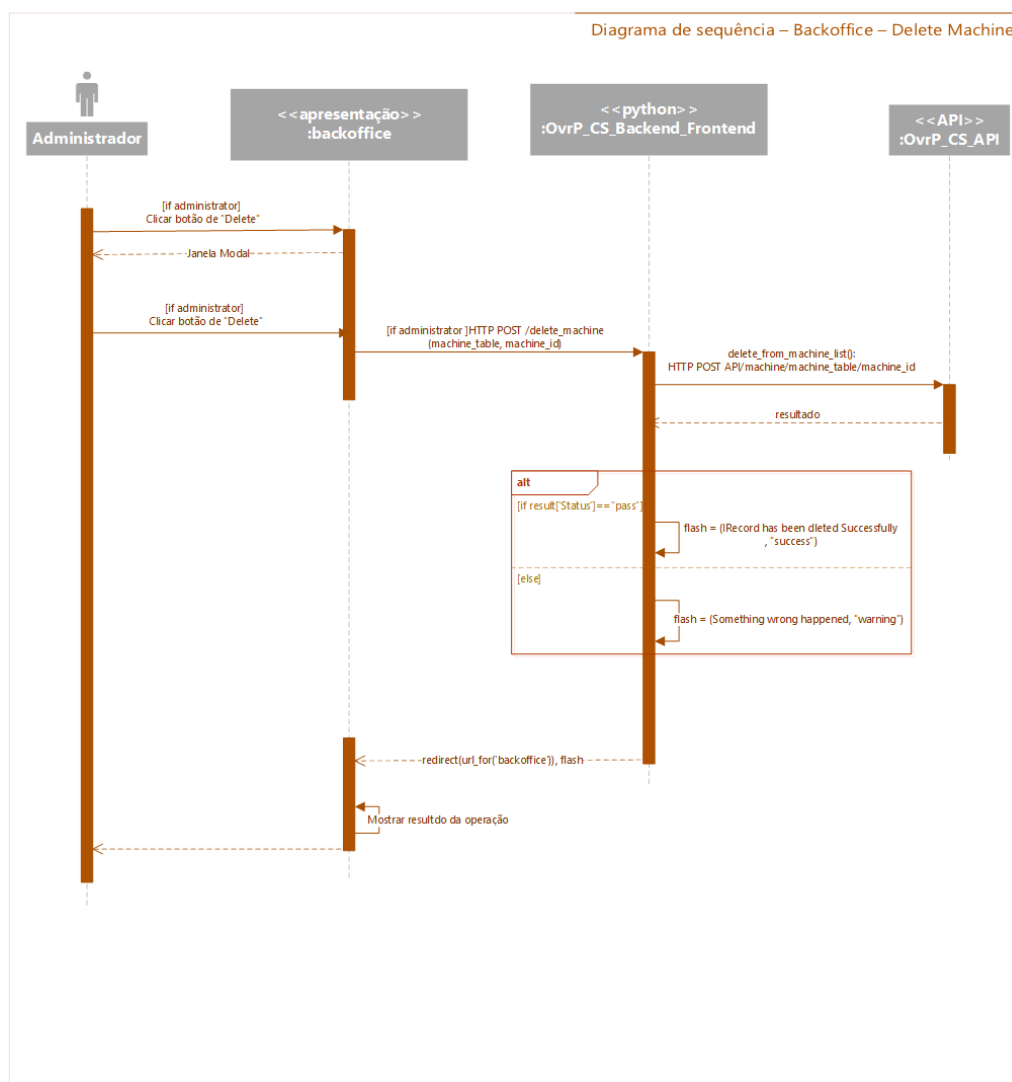 Diagrama de sequência – Backoffice – Delete Machine
Administrador
<<apresentação>>
:backoffice
<<python>>
:OvrP_CS_Backend_Frontend
<<API>>
:OvrP_CS_API
[if administrator]
Clicar botão de "Delete"
Janela Modal
[if administrator]
Clicar botão de "Delete"
[if administrator ]HTTP POST /delete_machine
(machine_table, machine_id)
delete_from_machine_list():
HTTP POST API/machine/machine_table/machine_id
resultado
alt
[if result['Status']=="pass"]
flash = (IRecord has been dleted Successfully
, "success")
[else]
flash = (Something wrong happened, "warning")
redirect(url_for('backoffice')), flash
Mostrar resultdo da operação